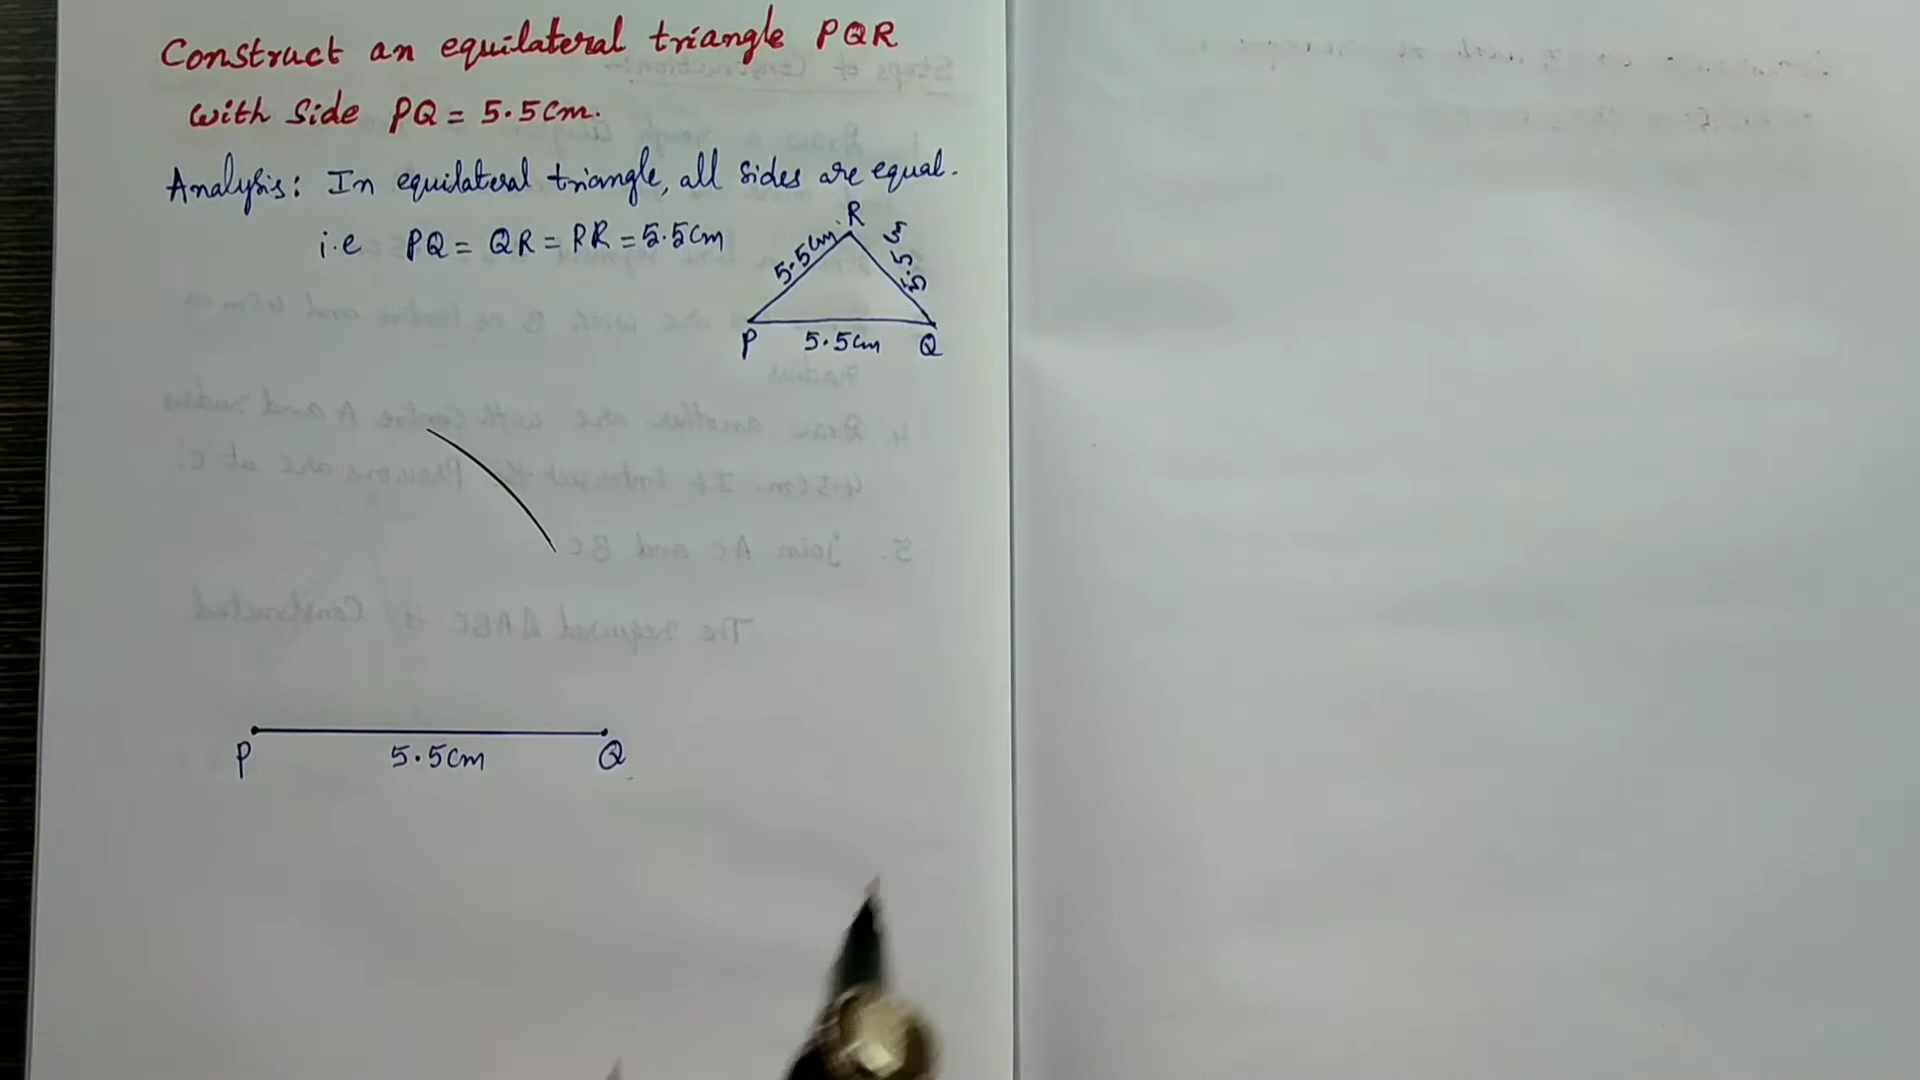 Construct an equilateral triangle PQR
with Side PQ = 5.5cm.
Analysis: In equilateral triangle, all sides are equal.
i.e PQ = QR = PR = 5.5cm
R
5.5cm
5.5cm
P 5.5cm Q
P 5.5cm Q